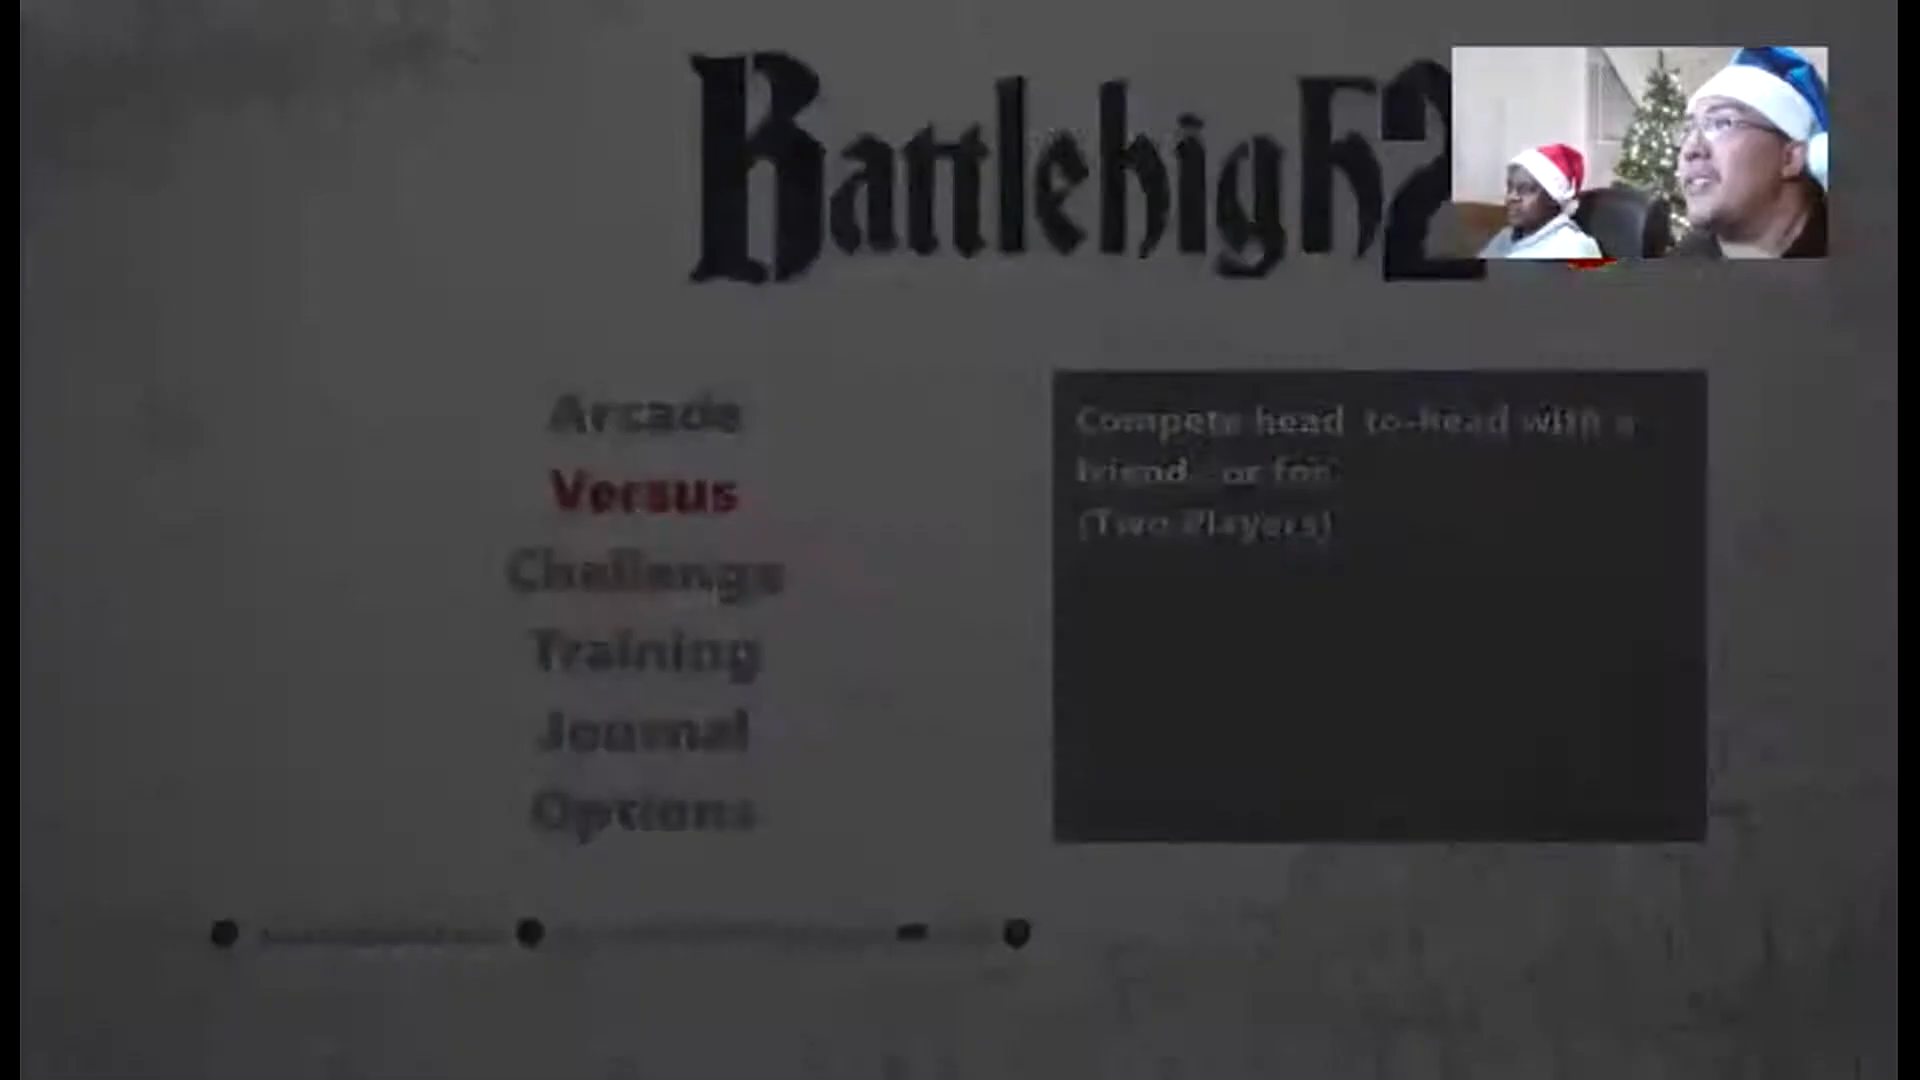 Battlehigh2
Arcade
Versus
Challenge
Training
Journal
Options
Compete head-to-head with a
friend--or foe.
(Two Players)